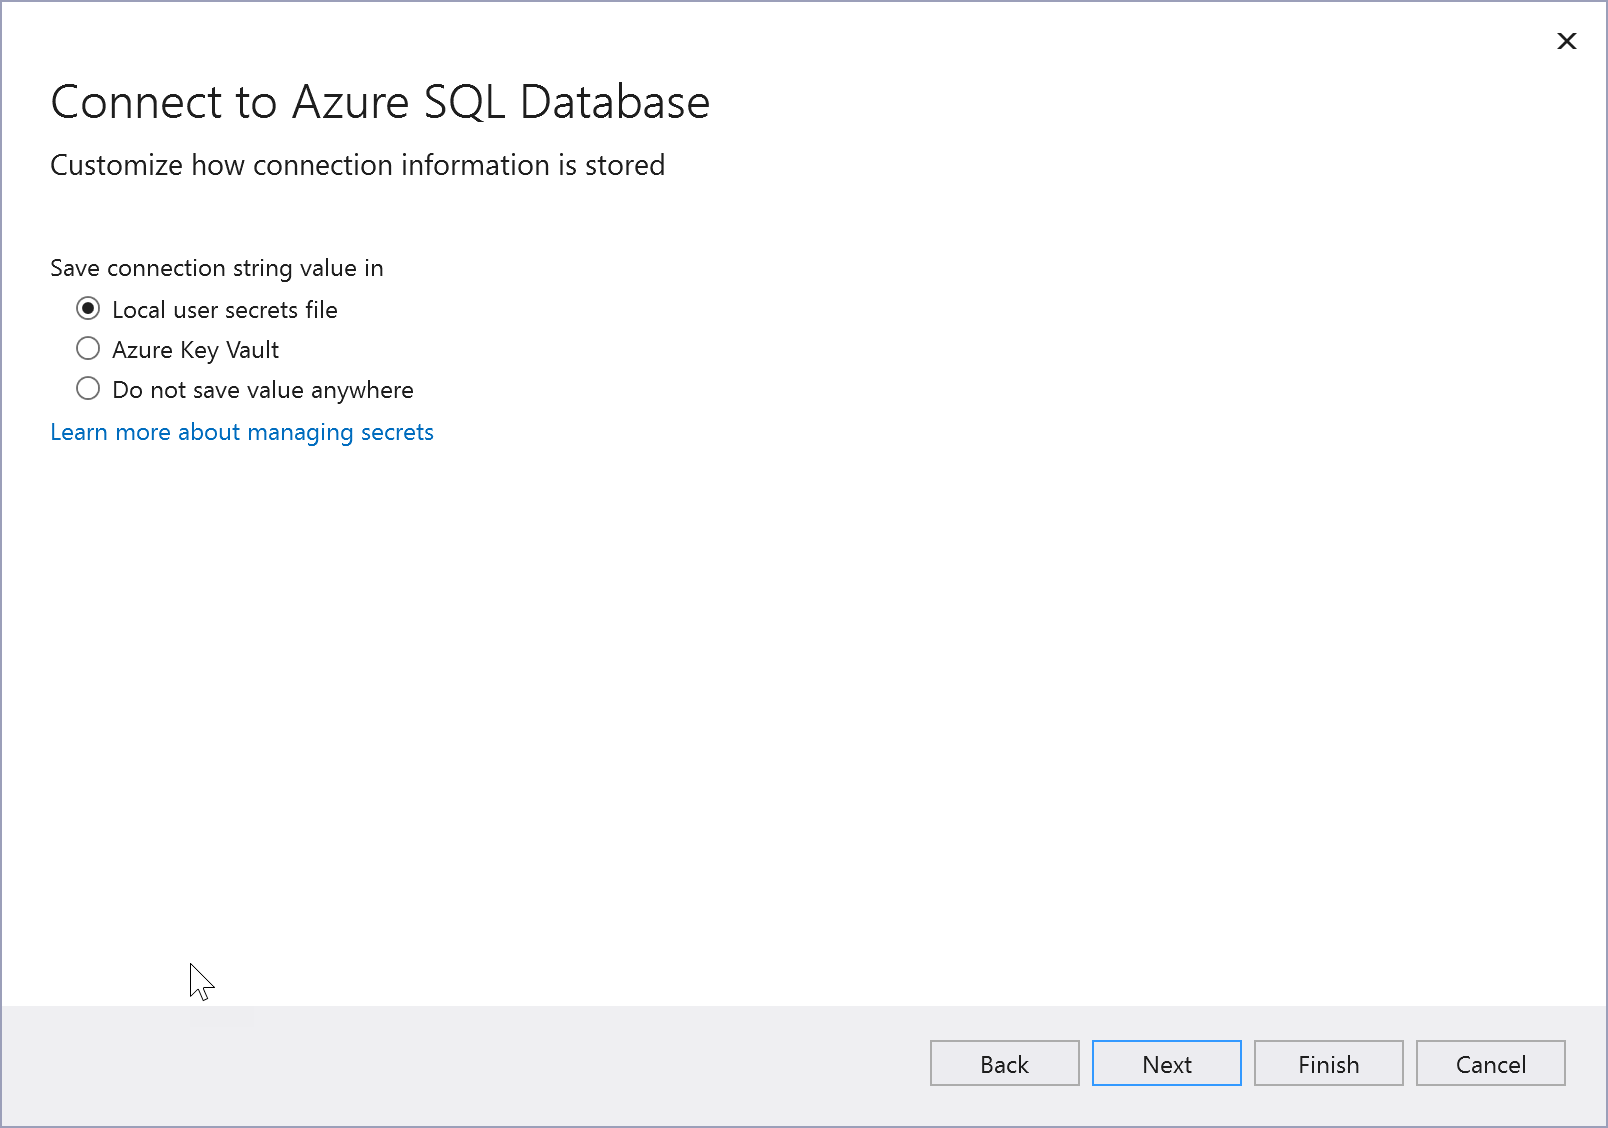 Connect to Azure SQL Database
Customize how connection information is stored
Save connection string value in
Local user secrets file
Azure Key Vault
Do not save value anywhere
Learn more about managing secrets
Back
Next
Finish
Cancel